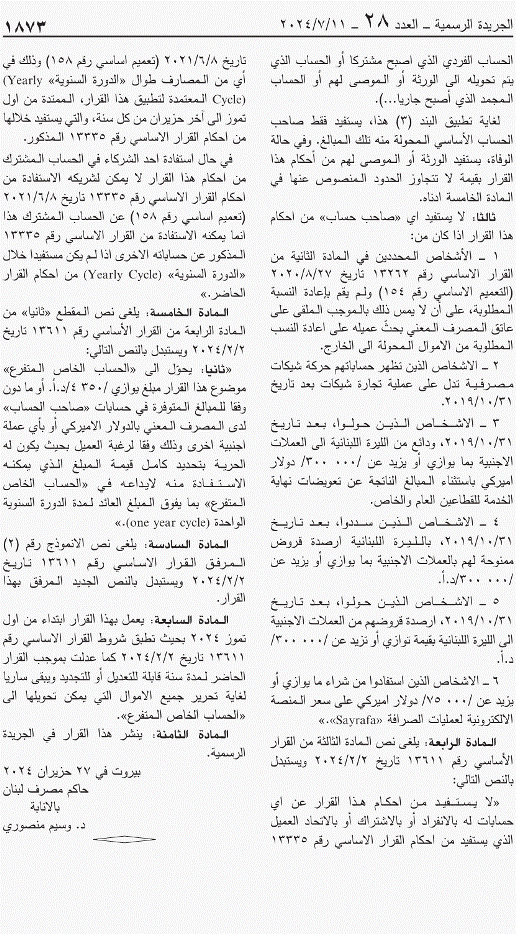 الجريدة الرسمية ـ العدد ٢٨ ـ ٢٠٢٤/٧/١١
١٨٧٣
الحساب الفردي الذي اصبح مشتركا أو الحساب الذي
يتم تحويله الى الورثة أو الموصى لهم أو الحساب
المجمد الذي أصبح جاريا...).
لغاية تطبيق البند (٣) هذا، يستفيد فقط صاحب
الحساب الأساسي المحولة منه تلك المبالغ. وفي حالة
الوفاة، يستفيد الورثة أو الموصى لهم من أحكام هذا
القرار بقيمة لا تتجاوز الحدود المنصوص عنها في
المادة الخامسة ادناه.
ثالثا: لا يستفيد اي «صاحب حساب» من احكام
هذا القرار اذا كان من:
١ ـ الأشخاص المحددين في المادة الثانية من
القرار الاساسي رقم ١٣٢٦٢ تاريخ ٢٠٢٠/٨/٢٧
(التعميم الاساسي رقم ١٥٤) ولم يقم بإعادة النسبة
المطلوبة، على أن لا يمس ذلك بالموجب الملقى على
عاتق المصرف المعني بحثّ عميله على اعادة النسب
المطلوبة من الاموال المحولة الى الخارج.
٢ ـ الاشخاص الذين تظهر حساباتهم حركة شيكات
مصرفية تدل على عملية تجارة شيكات بعد تاريخ
٢٠١٩/١٠/٣١.
٣ ـ الاشخاص الذين حولوا، بعد تاريخ
٢٠١٩/١٠/٣١، ودائع من الليرة اللبنانية الى العملات
الاجنبية بما يوازي أو يزيد عن /٣٠٠ ٠٠٠/ دولار
اميركي باستثناء المبالغ الناتجة عن تعويضات نهاية
الخدمة للقطاعين العام والخاص.
٤ ـ الاشخاص الذين سددوا، بعد تاريخ
٢٠١٩/١٠/٣١، بالليرة اللبنانية ارصدة قروض
ممنوحة لهم بالعملات الاجنبية بما يوازي أو يزيد عن
/٣٠٠ ٠٠٠/د.أ.
٥ ـ الاشخاص الذين حولوا، بعد تاريخ
٢٠١٩/١٠/٣١، ارصدة قروضهم من العملات الاجنبية
الى الليرة اللبنانية بقيمة توازي أو تزيد عن /٣٠٠ ٠٠٠/
د.أ.
٦ ـ الاشخاص الذين استفادوا من شراء ما يوازي أو
يزيد عن /٧٥ ٠٠٠/ دولار اميركي على سعر المنصة
الالكترونية لعمليات الصرافة «Sayrafa».»
المادة الرابعة: يلغى نص المادة الثالثة من القرار
الأساسي رقم ١٣٦١١ تاريخ ٢٠٢٤/٢/٢ ويستبدل
بالنص التالي:
«لا يستفيد من احكام هذا القرار عن اي
حسابات له بالانفراد أو بالاشتراك أو بالاتحاد العميل
الذي يستفيد من احكام القرار الاساسي رقم ١٣٣٣٥
تاريخ ٢٠٢١/٦/٨ (تعميم اساسي رقم ١٥٨) وذلك في
أي من المصارف طوال «الدورة السنوية» (Yearly
Cycle) المعتمدة لتطبيق هذا القرار، الممتدة من اول
تموز الى آخر حزيران من كل سنة، والتي يستفيد خلالها
من احكام القرار الاساسي رقم ١٣٣٣٥ المذكور.
في حال استفادة احد الشركاء في الحساب المشترك
من احكام هذا القرار لا يمكن لشريكه الاستفادة من
احكام القرار الاساسي رقم ١٣٣٣٥ تاريخ ٢٠٢١/٦/٨
(تعميم اساسي رقم ١٥٨) عن الحساب المشترك هذا
انما يمكنه الاستفادة من القرار الاساسي رقم ١٣٣٣٥
المذكور عن حساباته الاخرى اذا لم يكن مستفيدا خلال
«الدورة السنوية» (Yearly Cycle) من احكام القرار
الحاضر.»
المادة الخامسة: يلغى نص المقطع «ثانيا» من
المادة الرابعة من القرار الأساسي رقم ١٣٦١١ تاريخ
٢٠٢٤/٢/٢ ويستبدل بالنص التالي:
«ثانيا: يحوّل الى «الحساب الخاص المتفرع»
موضوع هذا القرار مبلغ يوازي /٤ ٣٥٠/د.أ. أو ما دون
وفقا للمبالغ المتوفرة في حسابات «صاحب الحساب»
لدى المصرف المعني بالدولار الاميركي أو بأي عملة
اجنبية اخرى وذلك وفقا لرغبة العميل بحيث يكون له
الحرية بتحديد كامل قيمة المبلغ الذي يمكنه
الاستفادة منه لايداعه في «الحساب الخاص
المتفرع» بما يفوق المبلغ العائد لمدة الدورة السنوية
الواحدة (one year cycle).»
المادة السادسة: يلغى نص الانموذج رقم (٢)
المرفق القرار الاساسي رقم ١٣٦١١ تاريخ
٢٠٢٤/٢/٢ ويستبدل بالنص الجديد المرفق بهذا
القرار.
المادة السابعة: يعمل بهذا القرار ابتداء من اول
تموز ٢٠٢٤ بحيث تطبق شروط القرار الاساسي رقم
١٣٦١١ تاريخ ٢٠٢٤/٢/٢ كما عدلت بموجب القرار
الحاضر لمدة سنة قابلة للتعديل أو للتجديد ويبقى ساريا
لغاية تحرير جميع الاموال التي يمكن تحويلها الى
«الحساب الخاص المتفرع».
المادة الثامنة: ينشر هذا القرار في الجريدة
الرسمية.
بيروت في ٢٧ حزيران ٢٠٢٤
حاكم مصرف لبنان
بالانابة
د. وسيم منصوري